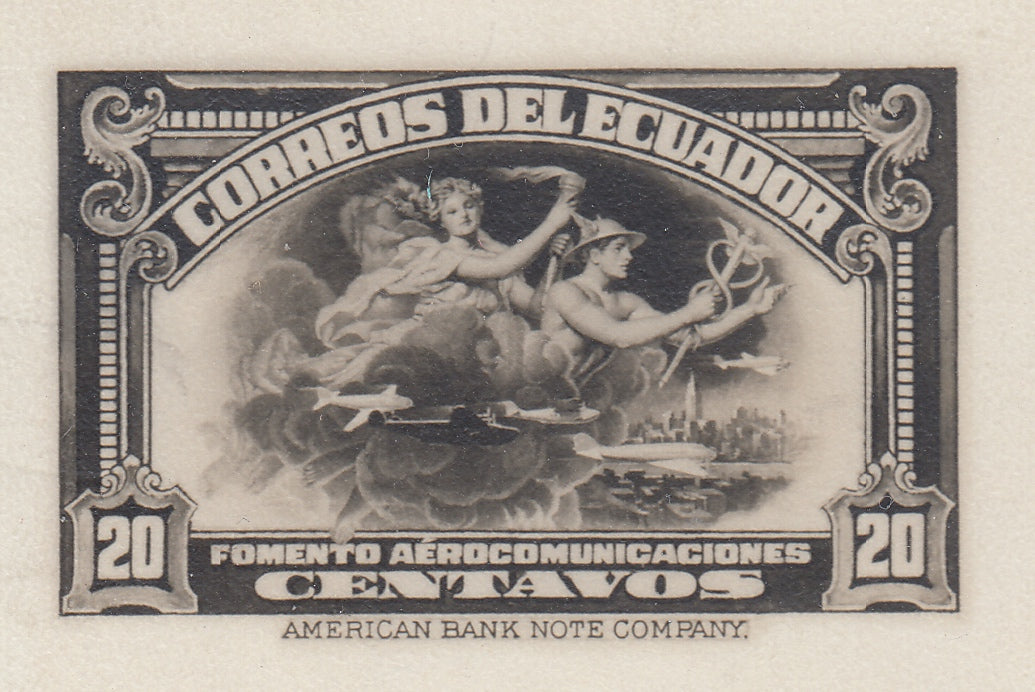 CORREOS DEL ECUADOR
20
20
FOMENTO AÉROCOMUNICACIONES
CENTAVOS
AMERICAN BANK NOTE COMPANY.